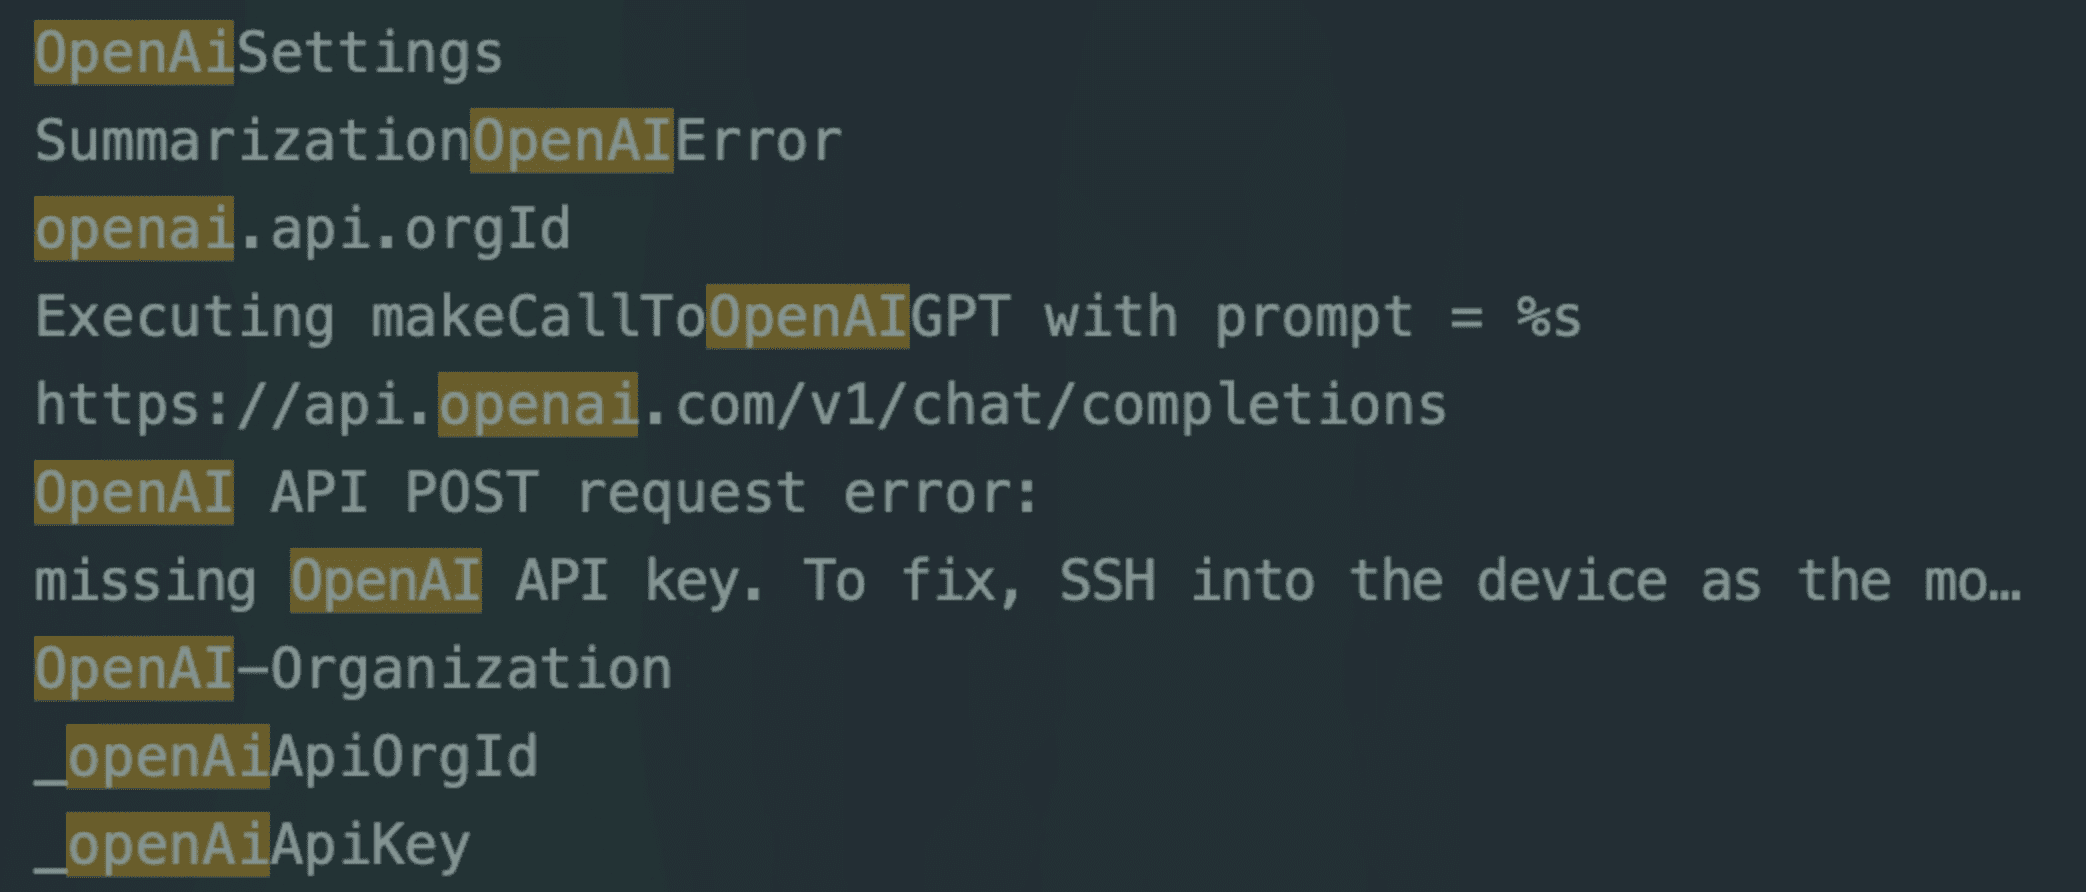 OpenAiSettings
SummarizationOpenAIError
openai.api.orgId
Executing makeCallToOpenAIGPT with prompt = %s
https://api.openai.com/v1/chat/completions
OpenAI API POST request error:
missing OpenAI API key. To fix, SSH into the device as the mo…
OpenAI-Organization
_openAiApiOrgId
_openAiApiKey